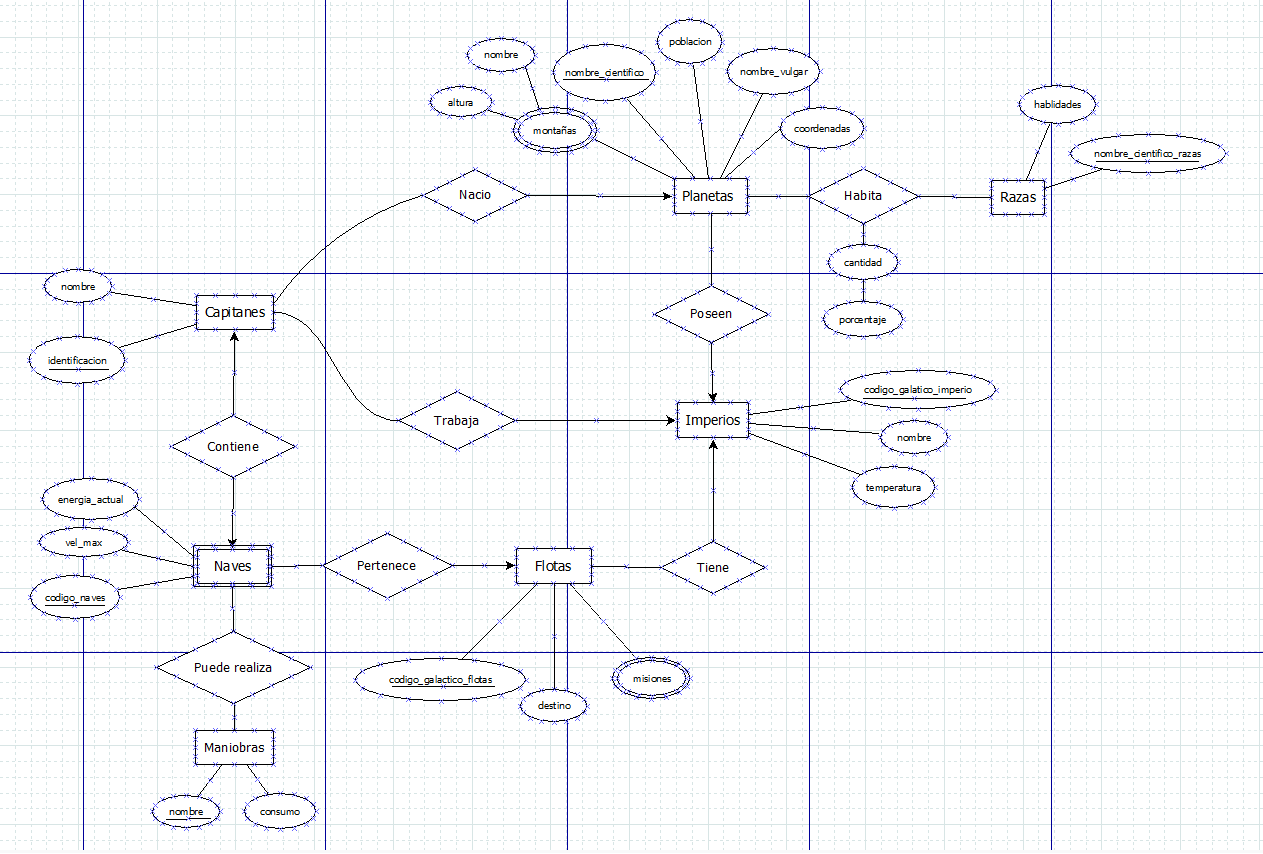 poblacion
nombre
nombre_cientifico
nombre_vulgar
altura
habilidades
montañas
coordenadas
nombre_cientifico_razas
Nacio
Planetas
Habita
Razas
cantidad
nombre
Capitanes
Poseen
porcentaje
identificacion
codigo_galatico_imperio
Trabaja
Imperios
nombre
Contiene
temperatura
energia_actual
vel_max
Naves
Pertenece
Flotas
Tiene
codigo_naves
Puede realiza
codigo_galactico_flotas
misiones
destino
Maniobras
nombre
consumo